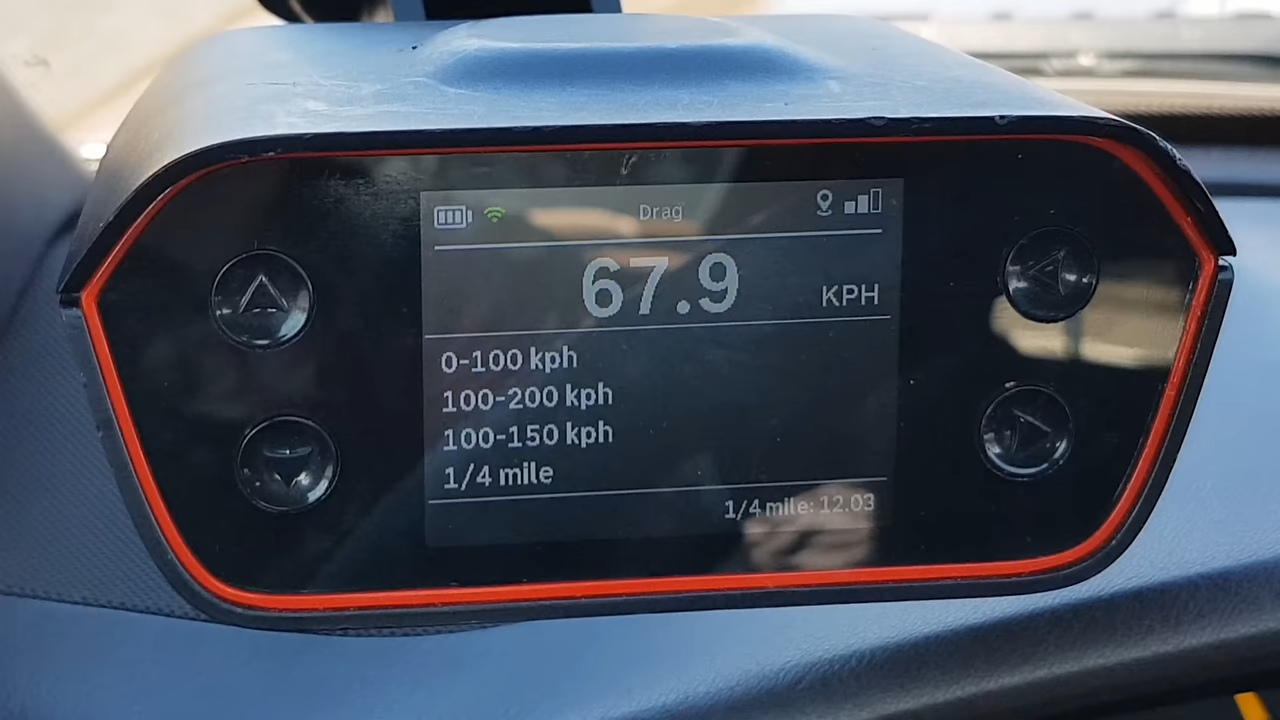 Drag
67.9 KPH
0-100 kph
100-200 kph
100-150 kph
1/4 mile
1/4 mile: 12.03